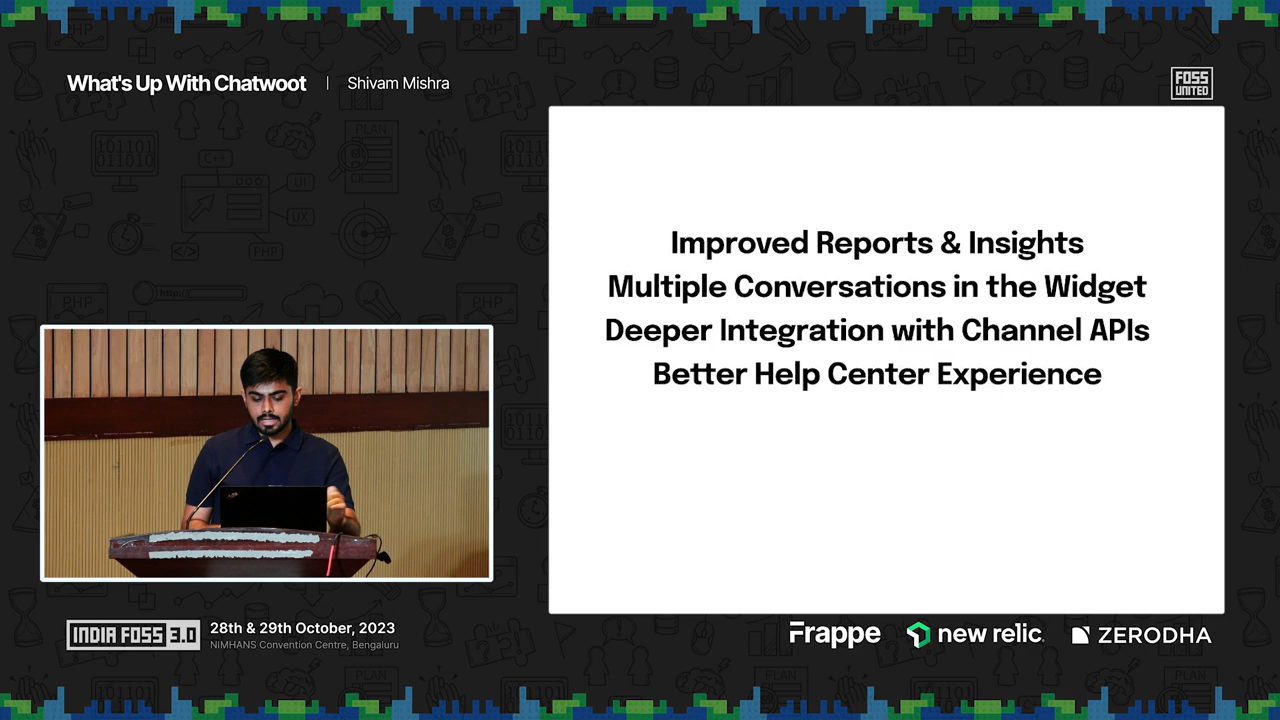 What's Up With Chatwoot | Shivam Mishra
FOSS
UNITED
Improved Reports & Insights
Multiple Conversations in the Widget
Deeper Integration with Channel APIs
Better Help Center Experience
INDIA FOSS 3.0
28th & 29th October, 2023
NIMHANS Convention Centre, Bengaluru
Frappe
new relic
ZERODHA